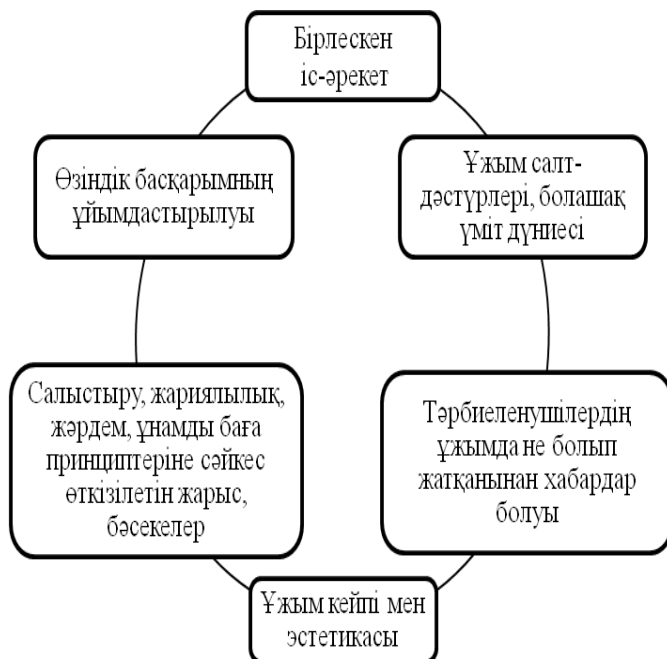 Бірлескен
іс-әрекет
Өзіндік басқарымның
ұйымдастырылуы
Ұжым салт-
дәстүрлері, болашақ
үміт дүниесі
Салыстыру, жариялылық,
жәрдем, ұнамды баға
принциптеріне сәйкес
өткізілетін жарыс,
бәсекелер
Тәрбиеленушілердің
ұжымда не болып
жатқанынан хабардар
болуы
Ұжым кейпі мен
эстетикасы